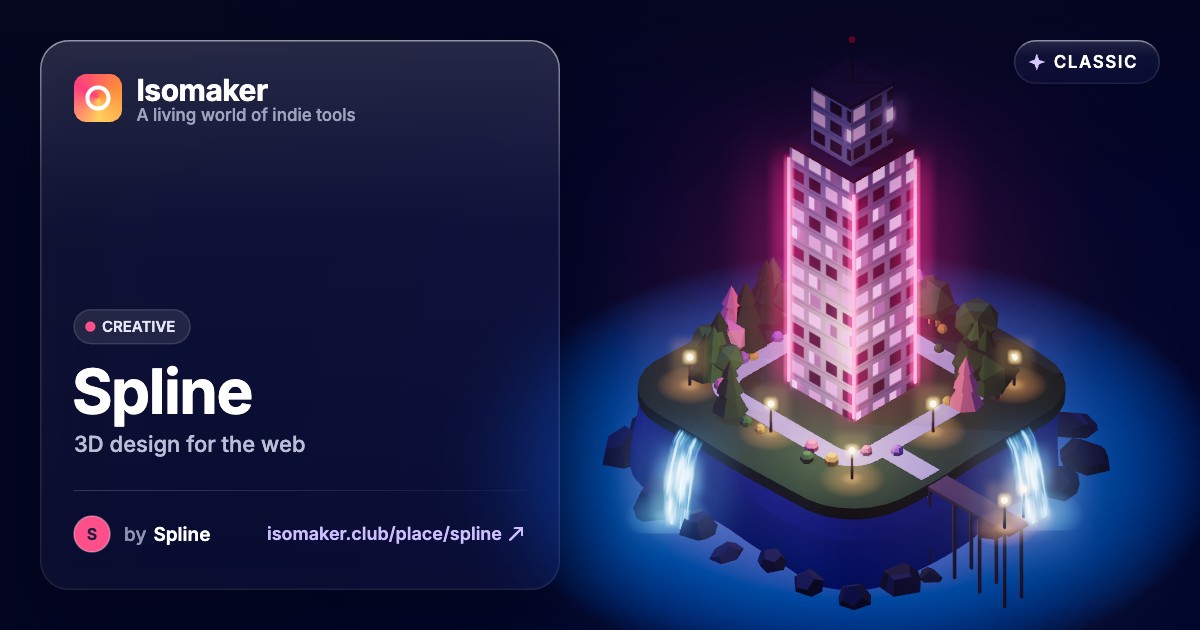 Isomaker
A living world of indie tools
CLASSIC
CREATIVE
Spline
3D design for the web
S by Spline
isomaker.club/place/spline ↗